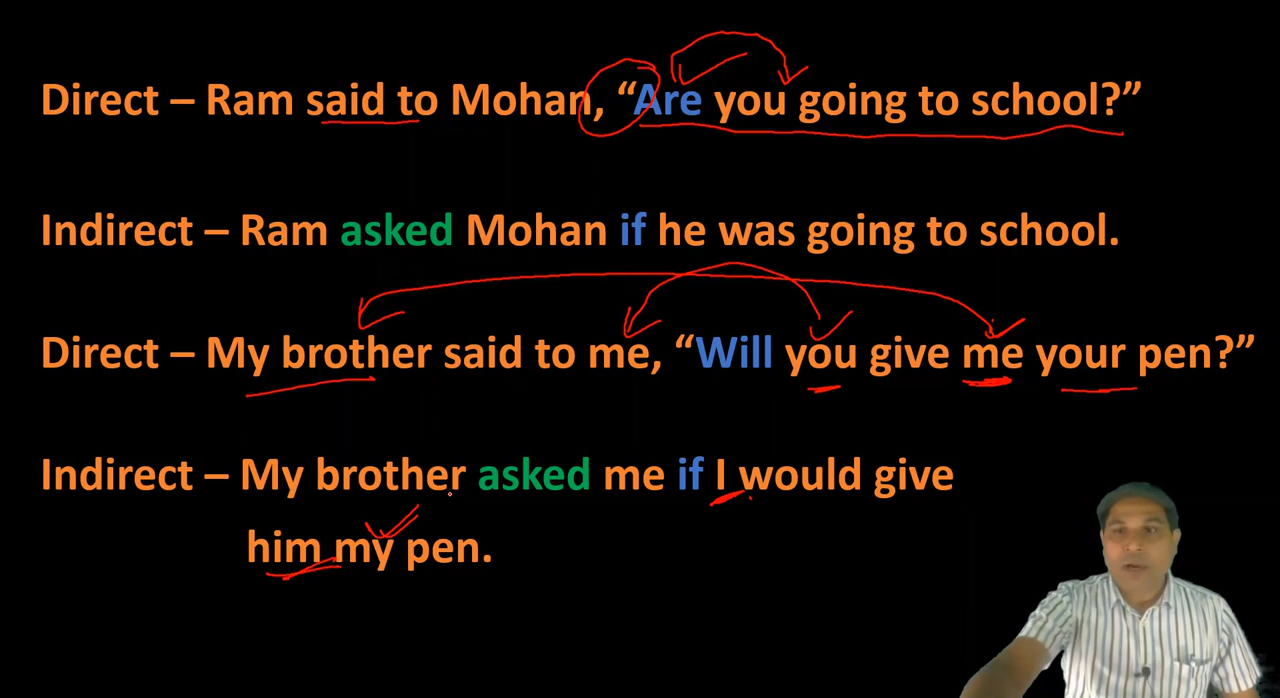 Direct – Ram said to Mohan, “Are you going to school?”
Indirect – Ram asked Mohan if he was going to school.
Direct – My brother said to me, “Will you give me your pen?”
Indirect – My brother asked me if I would give
him my pen.